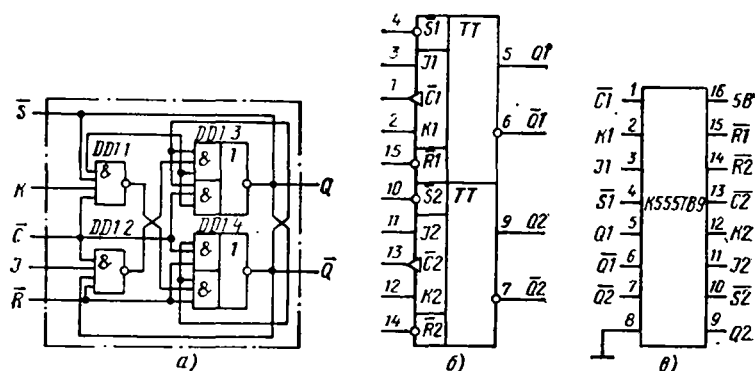 S̅
K
C̅
J
R̅
DD1.1
&
DD1.2
&
DD1.3
&
1
&
DD1.4
&
1
&
Q
Q̅
а)
4 S̅1 TT
3 J1
5 Q1
1 C̅1
2 K1
6 Q̅1
15 R̅1
10 S̅2 TT
11 J2
9 Q2
13 C̅2
12 K2
7 Q̅2
14 R̅2
б)
C̅1 1 16 5В
K1 2 15 R̅1
J1 3 14 R̅2
S̅1 4 13 C̅2
К555ТВ9
Q1 5 12 K2
Q̅1 6 11 J2
Q̅2 7 10 S̅2
8 9 Q2
в)